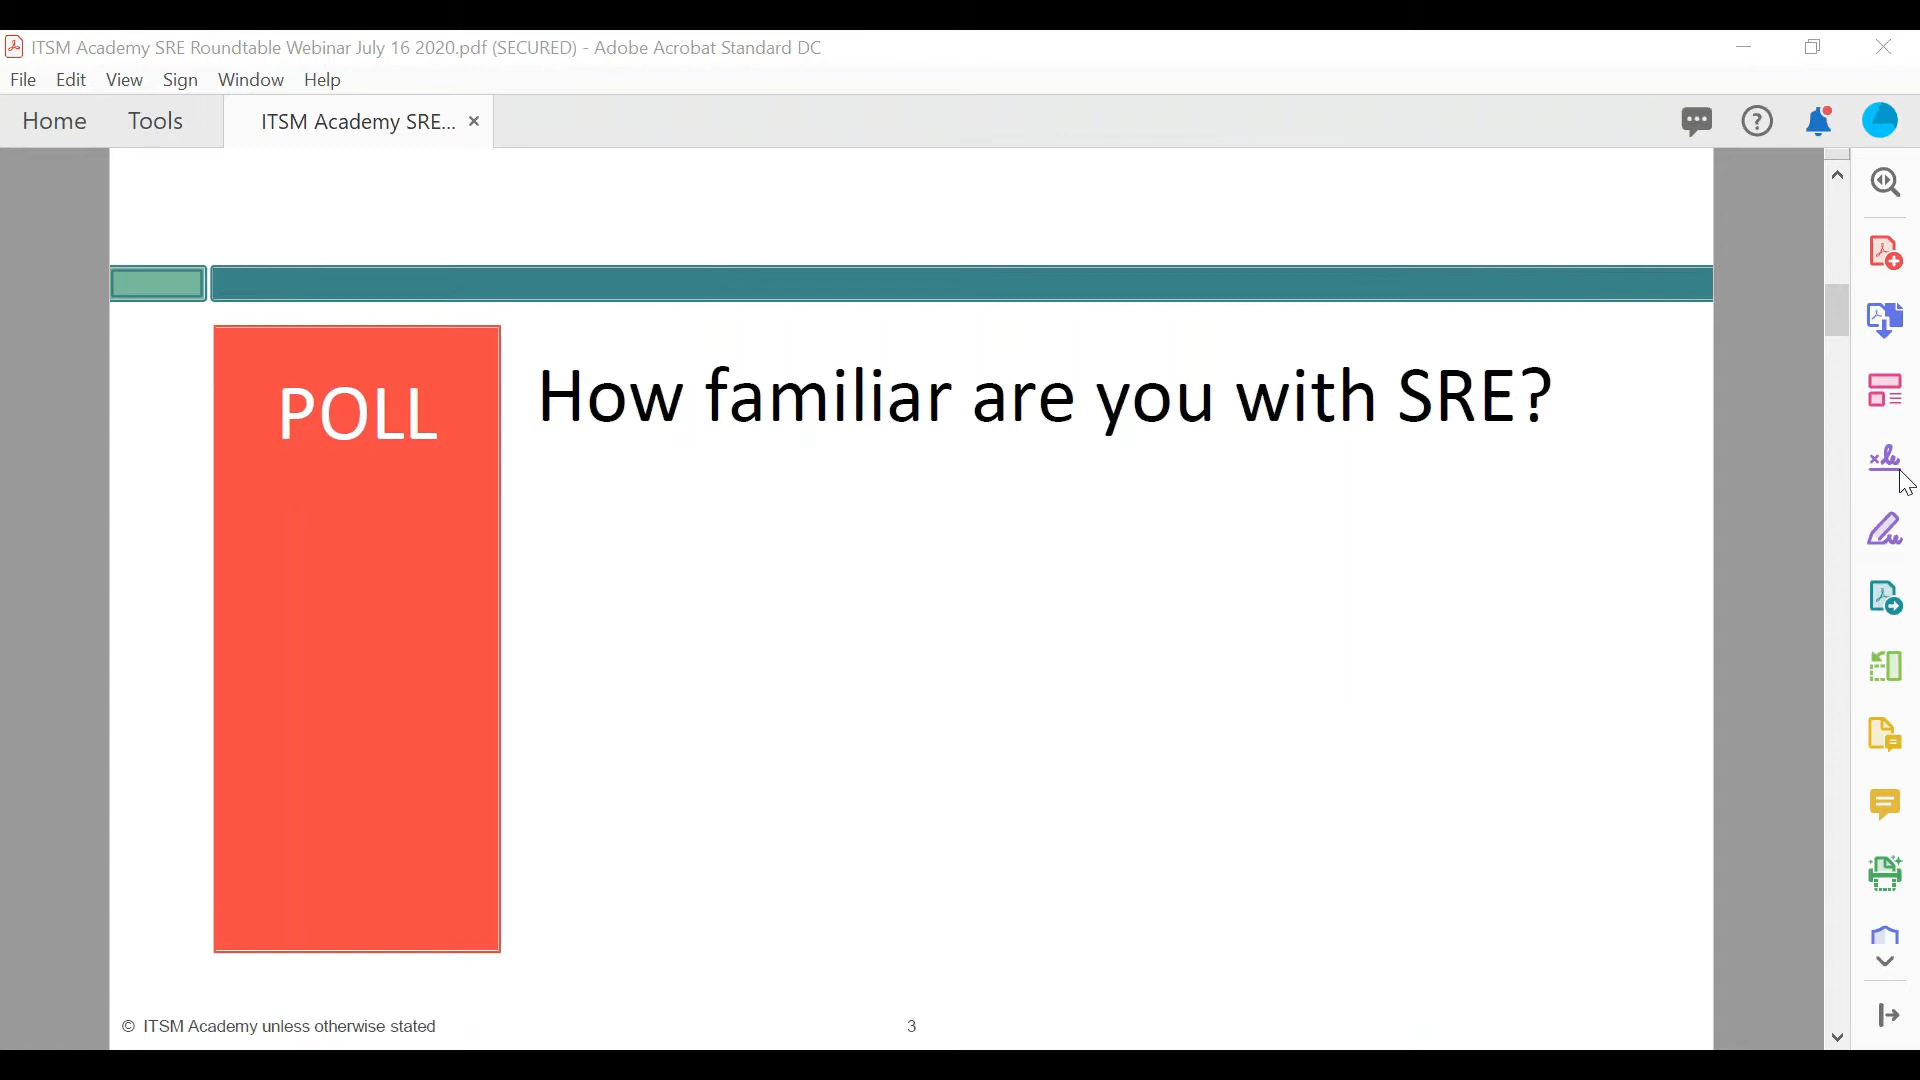 ITSM Academy SRE Roundtable Webinar July 16 2020.pdf (SECURED) - Adobe Acrobat Standard DC
File Edit View Sign Window Help
Home Tools ITSM Academy SRE... ×
POLL
How familiar are you with SRE?
© ITSM Academy unless otherwise stated 3